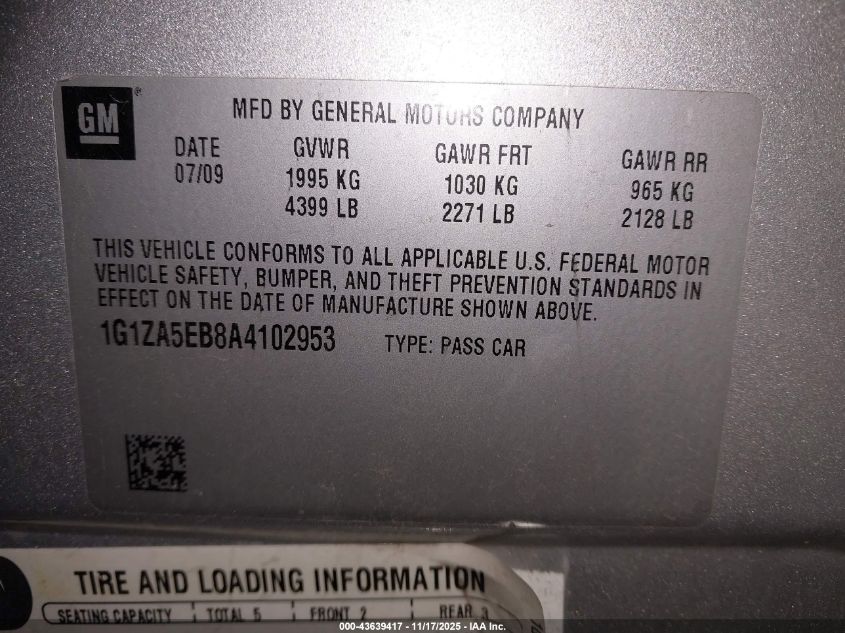 GM
MFD BY GENERAL MOTORS COMPANY
DATE GVWR GAWR FRT GAWR RR
07/09 1995 KG 1030 KG 965 KG
4399 LB 2271 LB 2128 LB
THIS VEHICLE CONFORMS TO ALL APPLICABLE U.S. FEDERAL MOTOR
VEHICLE SAFETY, BUMPER, AND THEFT PREVENTION STANDARDS IN
EFFECT ON THE DATE OF MANUFACTURE SHOWN ABOVE.
1G1ZA5EB8A4102953 TYPE: PASS CAR
TIRE AND LOADING INFORMATION
SEATING CAPACITY TOTAL 5 FRONT 2 REAR 3
000-43639417 - 11/17/2025 - IAA Inc.